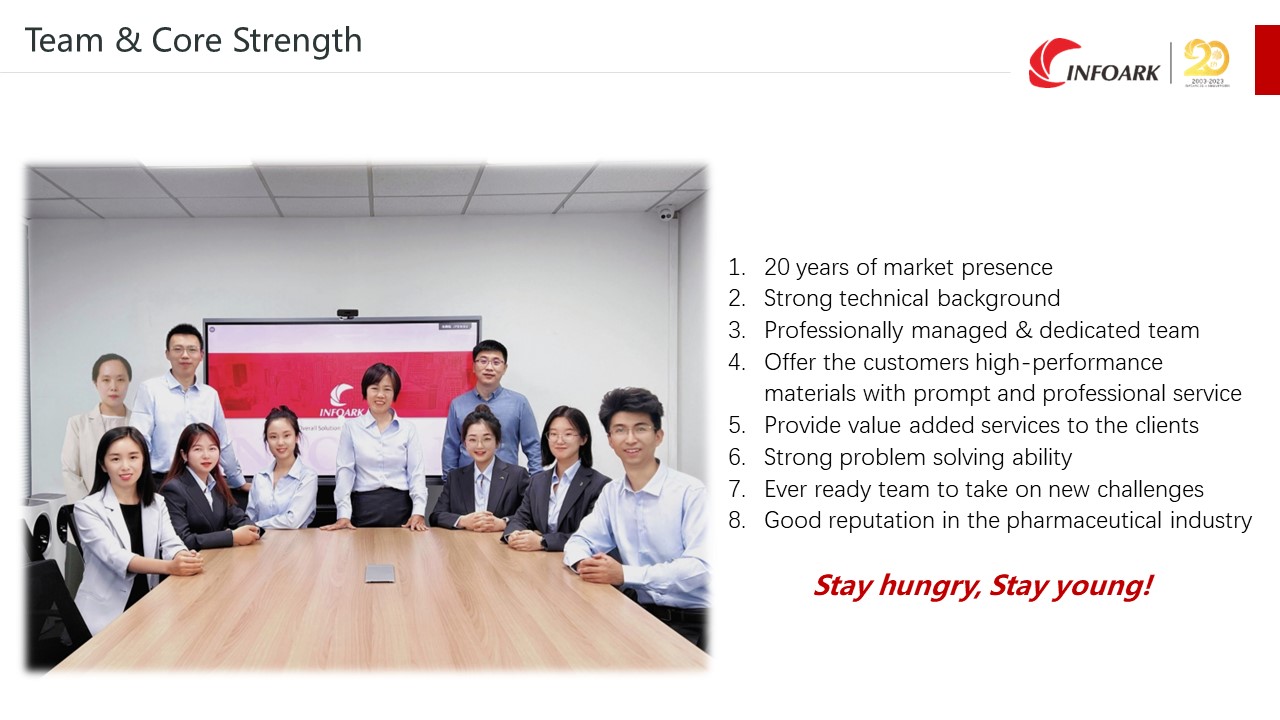 Team & Core Strength
INFOARK
20
2003-2023
INFOARK
Overall Solution
1. 20 years of market presence
2. Strong technical background
3. Professionally managed & dedicated team
4. Offer the customers high-performance
materials with prompt and professional service
5. Provide value added services to the clients
6. Strong problem solving ability
7. Ever ready team to take on new challenges
8. Good reputation in the pharmaceutical industry
Stay hungry, Stay young!